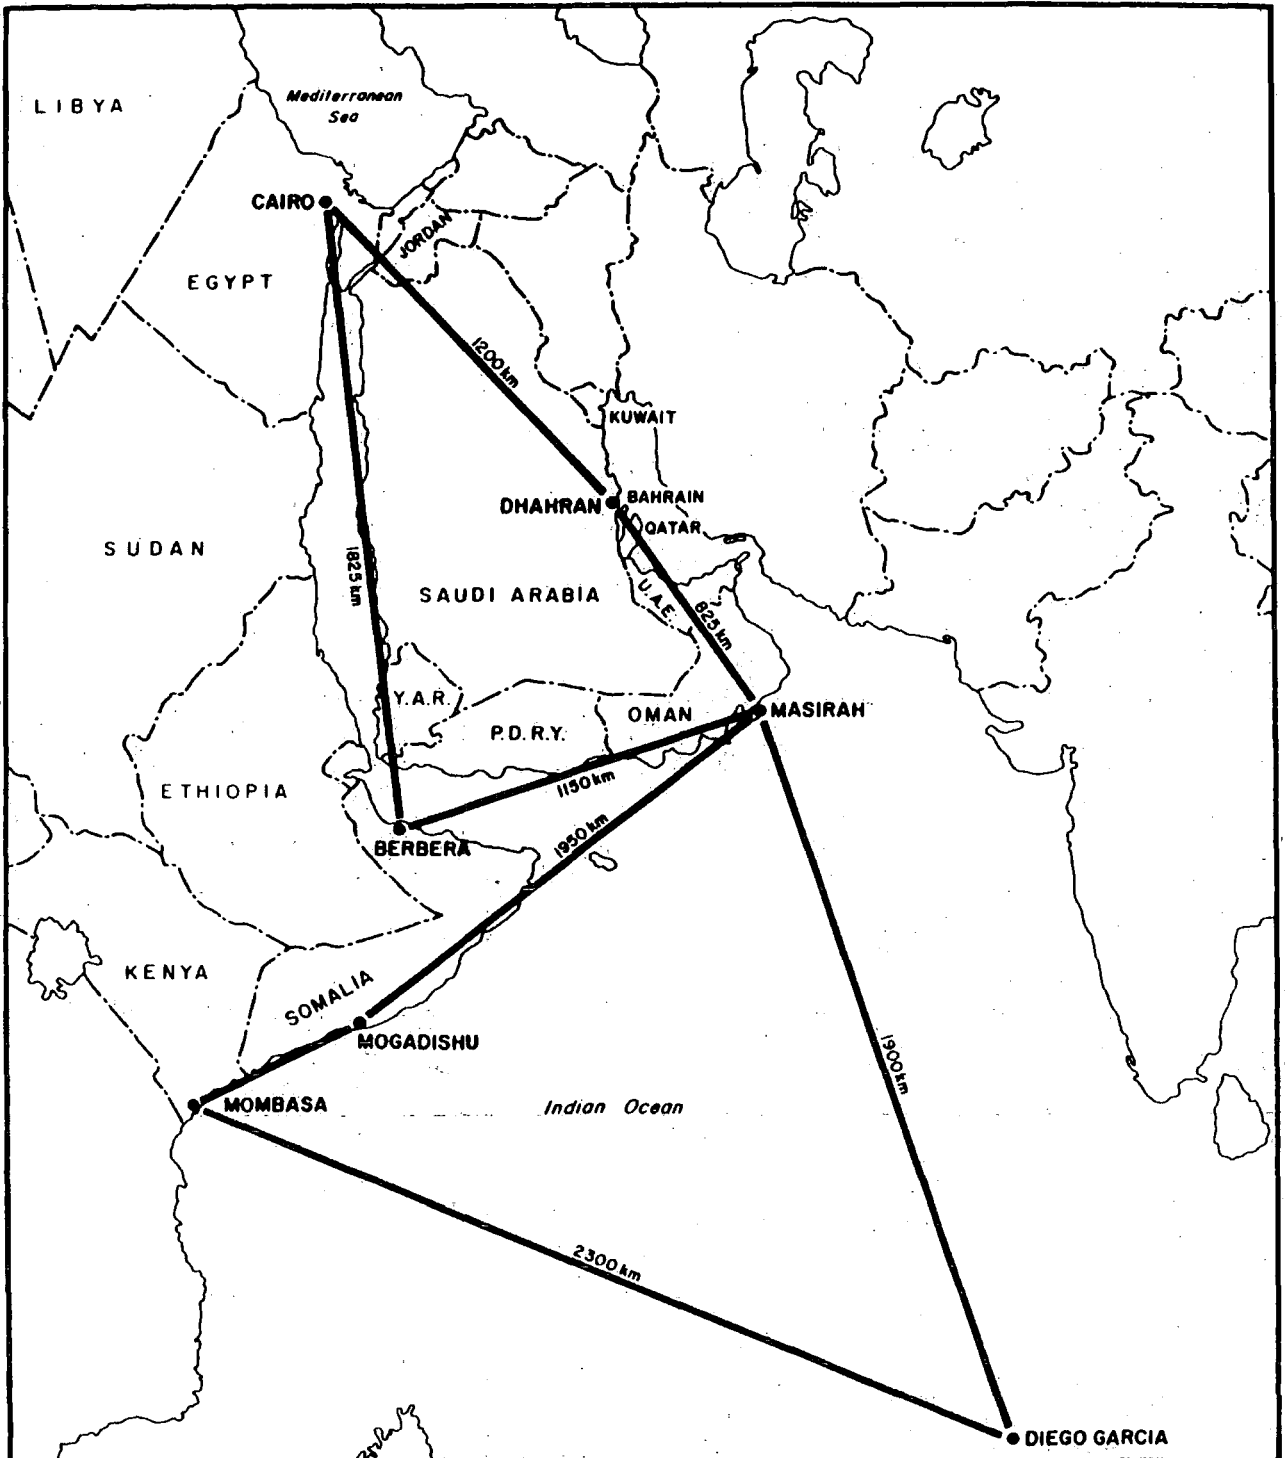 LIBYA
Mediterranean
Sea
CAIRO
JORDAN
EGYPT
1200 km
KUWAIT
DHAHRAN
BAHRAIN
QATAR
SUDAN
1825 km
SAUDI ARABIA
U.A.E.
825 km
Y.A.R.
OMAN
MASIRAH
P.D.R.Y.
1150 km
ETHIOPIA
1950 km
BERBERA
KENYA
SOMALIA
MOGADISHU
1900 km
MOMBASA
Indian Ocean
2300 km
DIEGO GARCIA